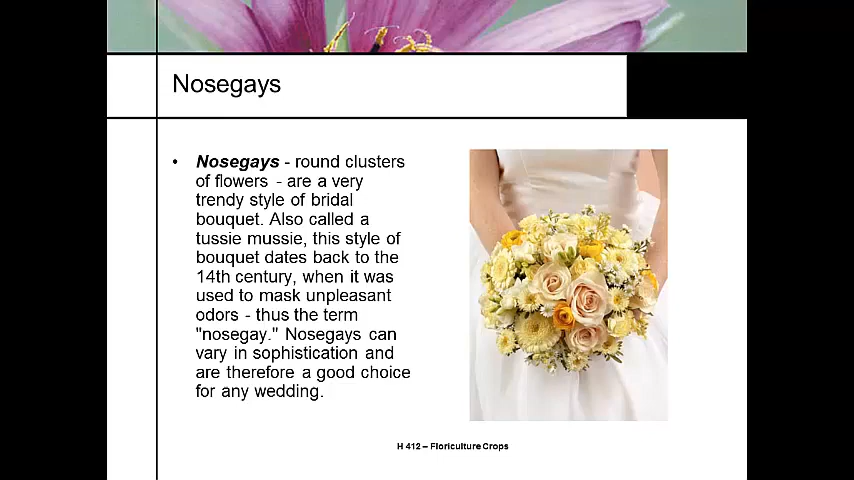 Nosegays
• Nosegays - round clusters
of flowers - are a very
trendy style of bridal
bouquet. Also called a
tussie mussie, this style of
bouquet dates back to the
14th century, when it was
used to mask unpleasant
odors - thus the term
"nosegay." Nosegays can
vary in sophistication and
are therefore a good choice
for any wedding.
H 412 – Floriculture Crops